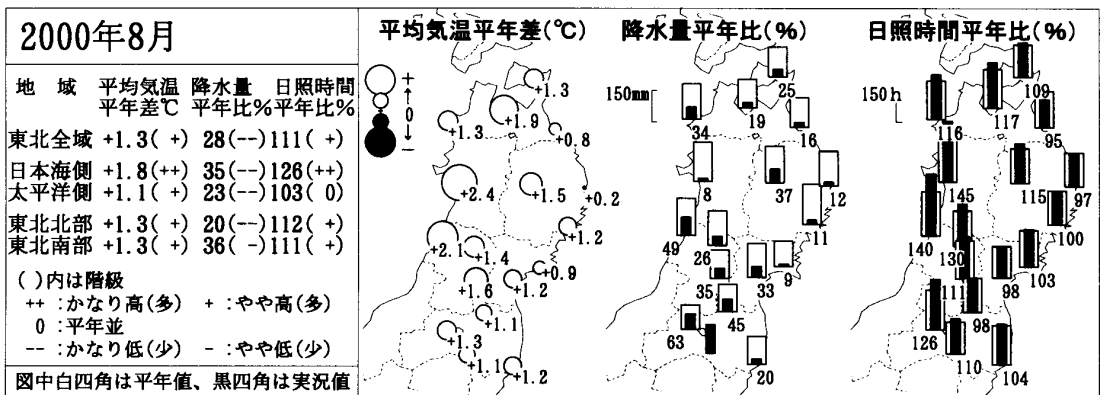 2000年8月
地　域　平均気温 降水量 日照時間
平年差℃ 平年比% 平年比%
東北全域 +1.3( +) 28(--) 111( +)
日本海側 +1.8(++) 35(--) 126(++)
太平洋側 +1.1( +) 23(--) 103( 0)
東北北部 +1.3( +) 20(--) 112( +)
東北南部 +1.3( +) 36( -) 111( +)
( )内は階級
++ :かなり高(多)　+ :やや高(多)
0 :平年並
-- :かなり低(少)　- :やや低(少)
図中白四角は平年値、黒四角は実況値
平均気温平年差(℃)
+
0
-
+1.3
+1.9
+1.3
+0.8
+2.4
+1.5
+0.2
+1.2
+2.1
+1.4
+0.9
+1.6
+1.2
+1.1
+1.3
+1.1
+1.2
降水量平年比(%)
150mm
25
34
19
16
8
37
12
11
49
26
9
35
33
45
63
20
日照時間平年比(%)
150h
109
116
117
95
145
115
97
140
100
130
103
111
98
98
126
110
104